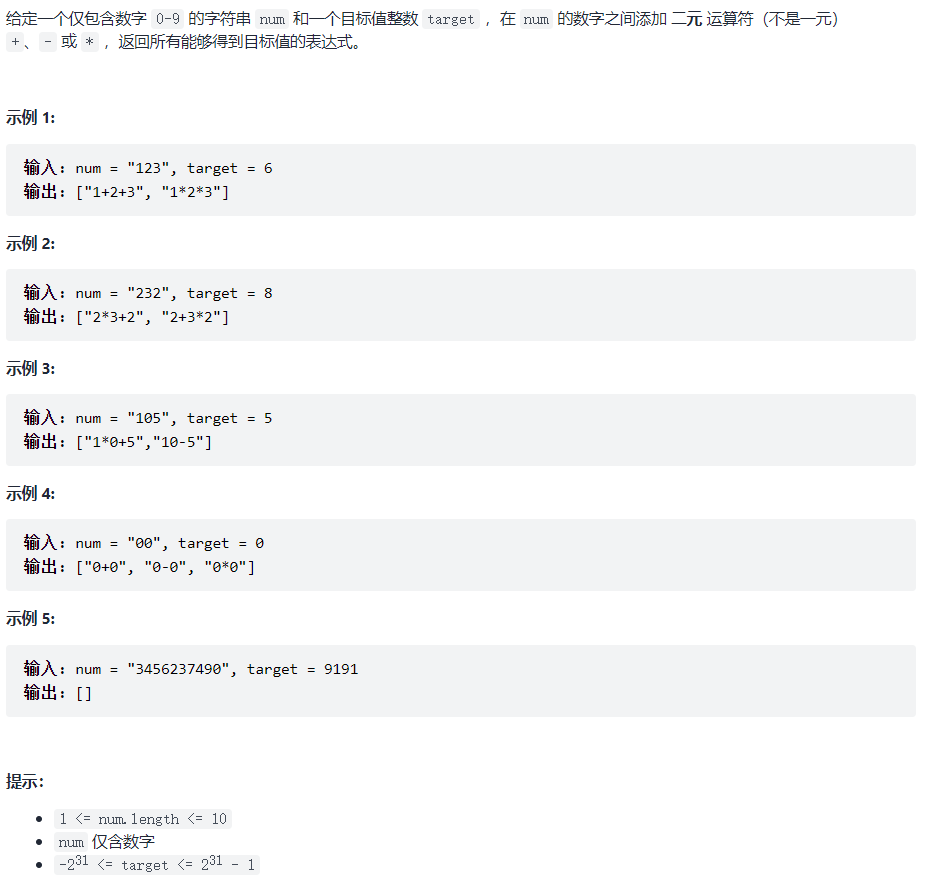 给定一个仅包含数字 0-9 的字符串 num 和一个目标值整数 target ，在 num 的数字之间添加 二元 运算符（不是一元）
+、- 或 * ，返回所有能够得到目标值的表达式。
示例 1:
输入：num = "123", target = 6
输出：["1+2+3", "1*2*3"]
示例 2:
输入：num = "232", target = 8
输出：["2*3+2", "2+3*2"]
示例 3:
输入：num = "105", target = 5
输出：["1*0+5","10-5"]
示例 4:
输入：num = "00", target = 0
输出：["0+0", "0-0", "0*0"]
示例 5:
输入：num = "3456237490", target = 9191
输出：[]
提示：
• 1 <= num.length <= 10
• num 仅含数字
• -2³¹ <= target <= 2³¹ - 1